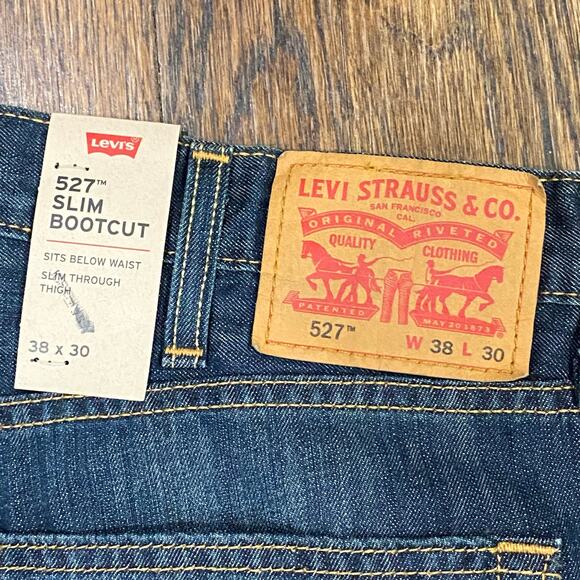 Levi's
527™
SLIM
BOOTCUT
SITS BELOW WAIST
SLIM THROUGH
THIGH
38 x 30
LEVI STRAUSS & CO.
SAN FRANCISCO
CAL.
ORIGINAL RIVETED
QUALITY CLOTHING
PATENTED MAY 20 1873
527™ W 38 L 30